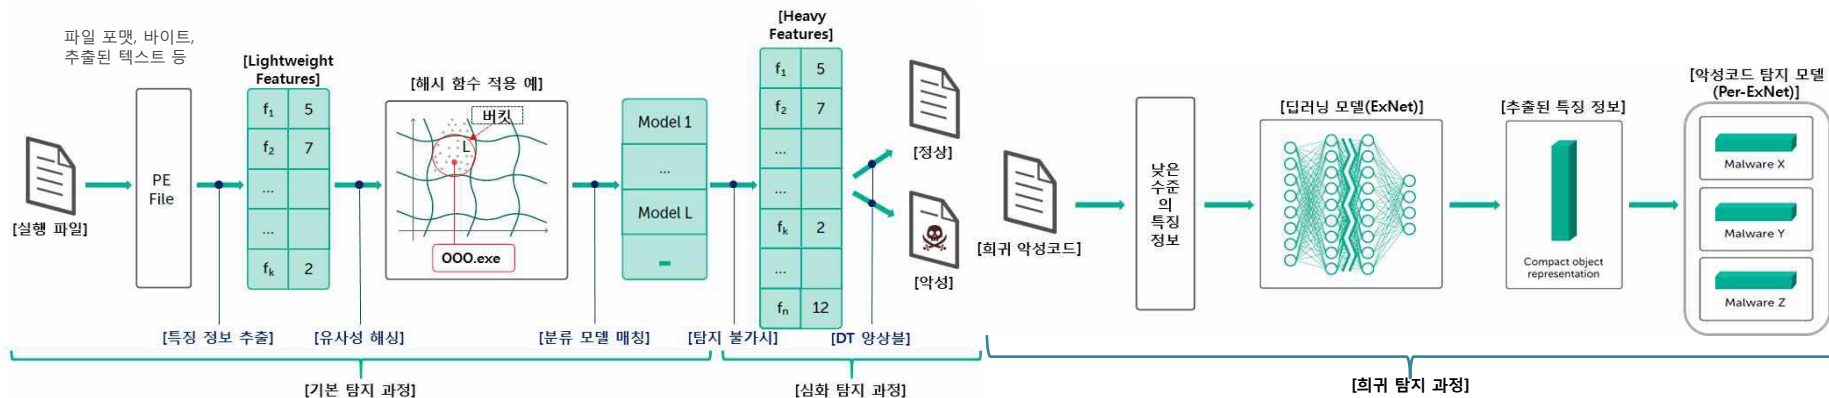 파일 포맷, 바이트,
추출된 텍스트 등
[실행 파일]
PE
File
[Lightweight
Features]
f1 5
f2 7
...
...
fk 2
[해시 함수 적용 예]
버킷
L
OOO.exe
Model 1
...
Model L
[Heavy
Features]
f1 5
f2 7
...
...
fk 2
...
fn 12
[정상]
[악성]
[특징 정보 추출]
[유사성 해싱]
[분류 모델 매칭]
[탐지 불가시]
[DT 앙상블]
[기본 탐지 과정]
[심화 탐지 과정]
[희귀 악성코드]
낮은
수준
의
특징
정보
[딥러닝 모델(ExNet)]
[추출된 특징 정보]
Compact object
representation
[악성코드 탐지 모델
(Per-ExNet)]
Malware X
Malware Y
Malware Z
[희귀 탐지 과정]